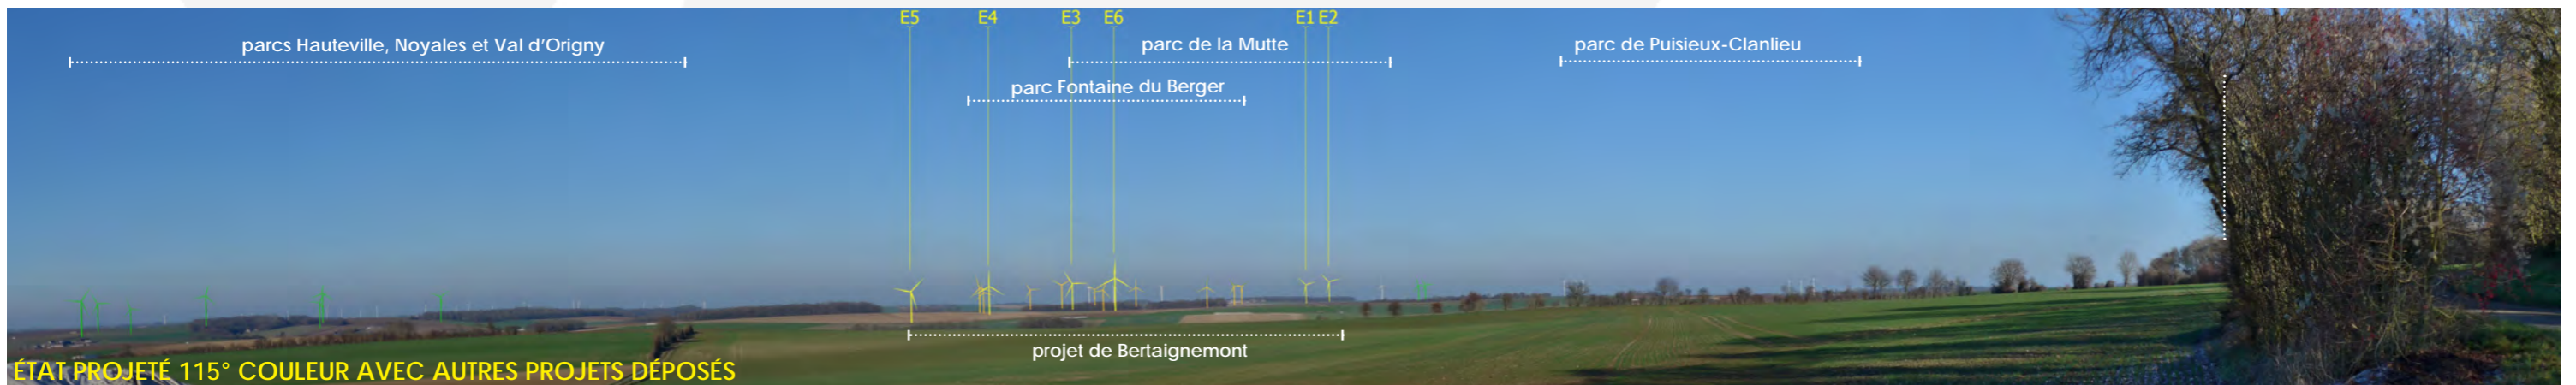 E5 E4 E3 E6 E1 E2
parcs Hauteville, Noyales et Val d'Origny
parc de la Mutte
parc de Puisieux-Clanlieu
parc Fontaine du Berger
projet de Bertaignemont
ÉTAT PROJETÉ 115° COULEUR AVEC AUTRES PROJETS DÉPOSÉS